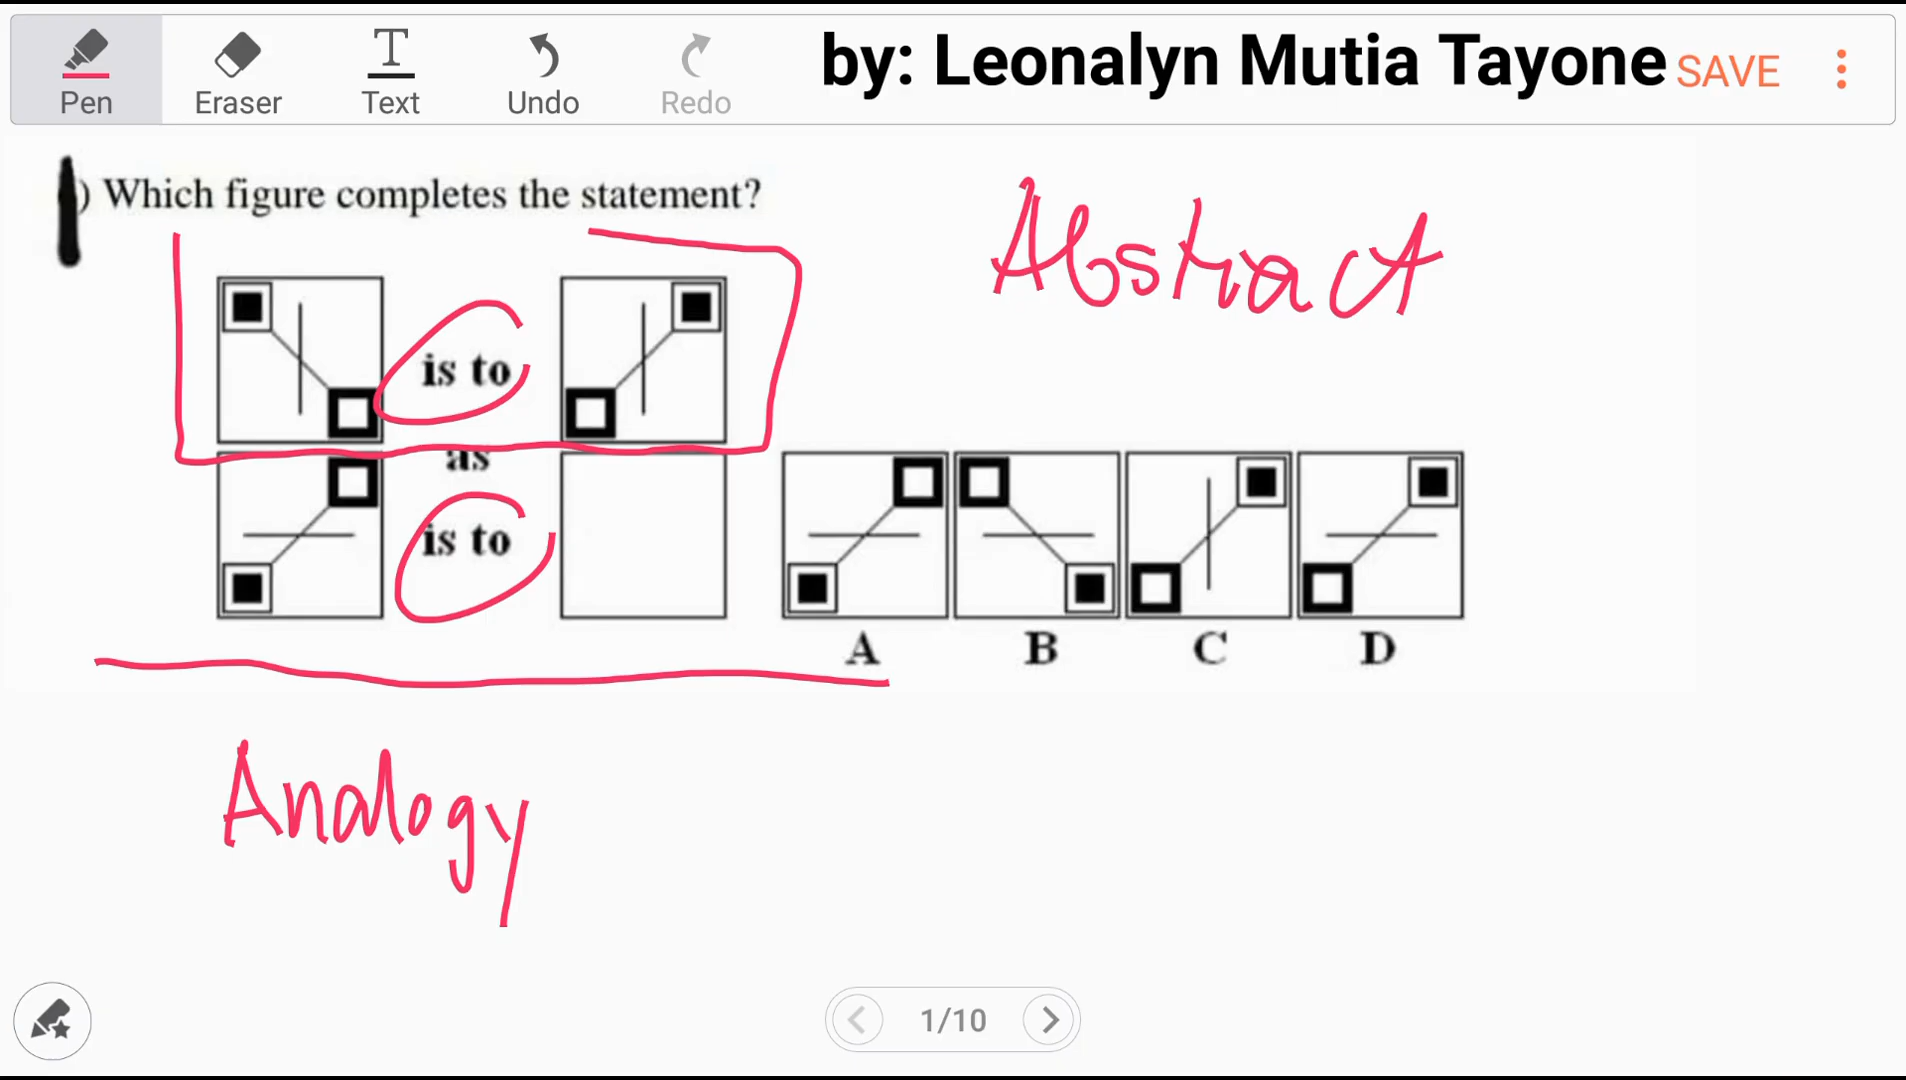 Pen Eraser Text Undo Redo by: Leonalyn Mutia Tayone SAVE
) Which figure completes the statement?
Abstract
is to
as
is to
A B C D
Analogy
1/10